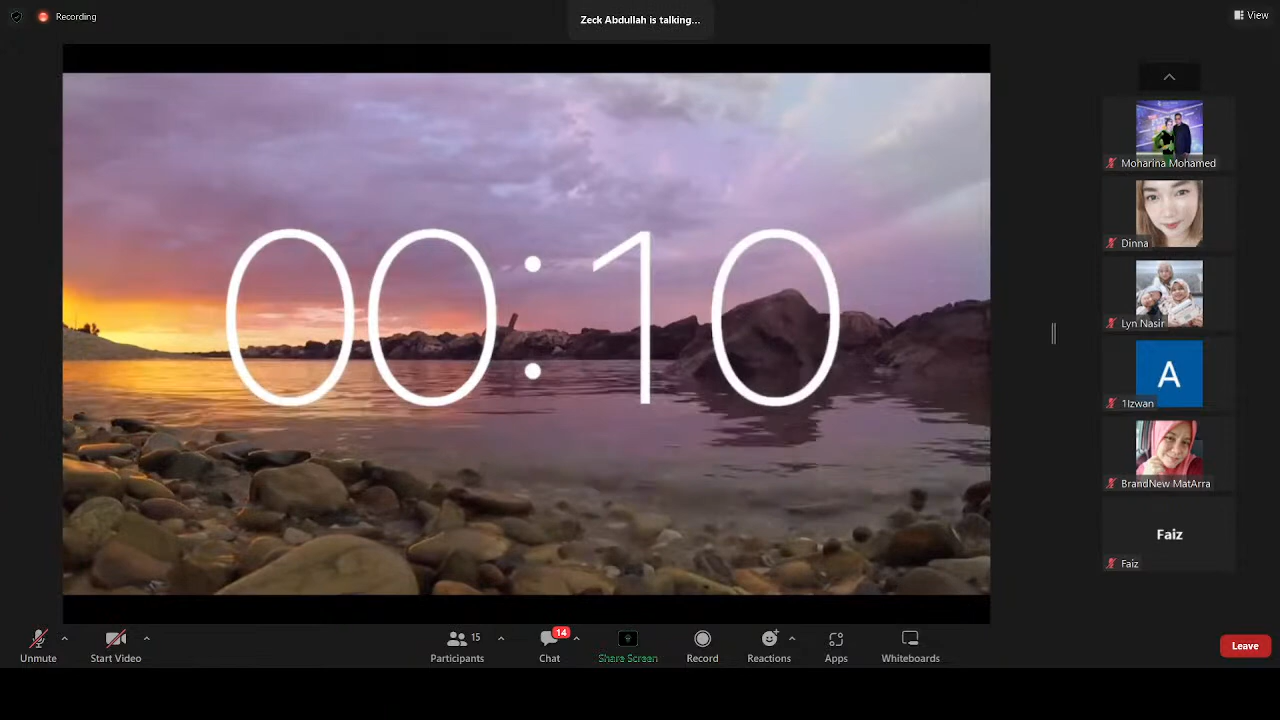 Recording
Zeck Abdullah is talking...
View
00:10
Moharina Mohamed
Dinna
Lyn Nasir
A
1Izwan
BrandNew MatArra
Faiz
Faiz
Unmute
Start Video
15
Participants
14
Chat
Share Screen
Record
Reactions
Apps
Whiteboards
Leave